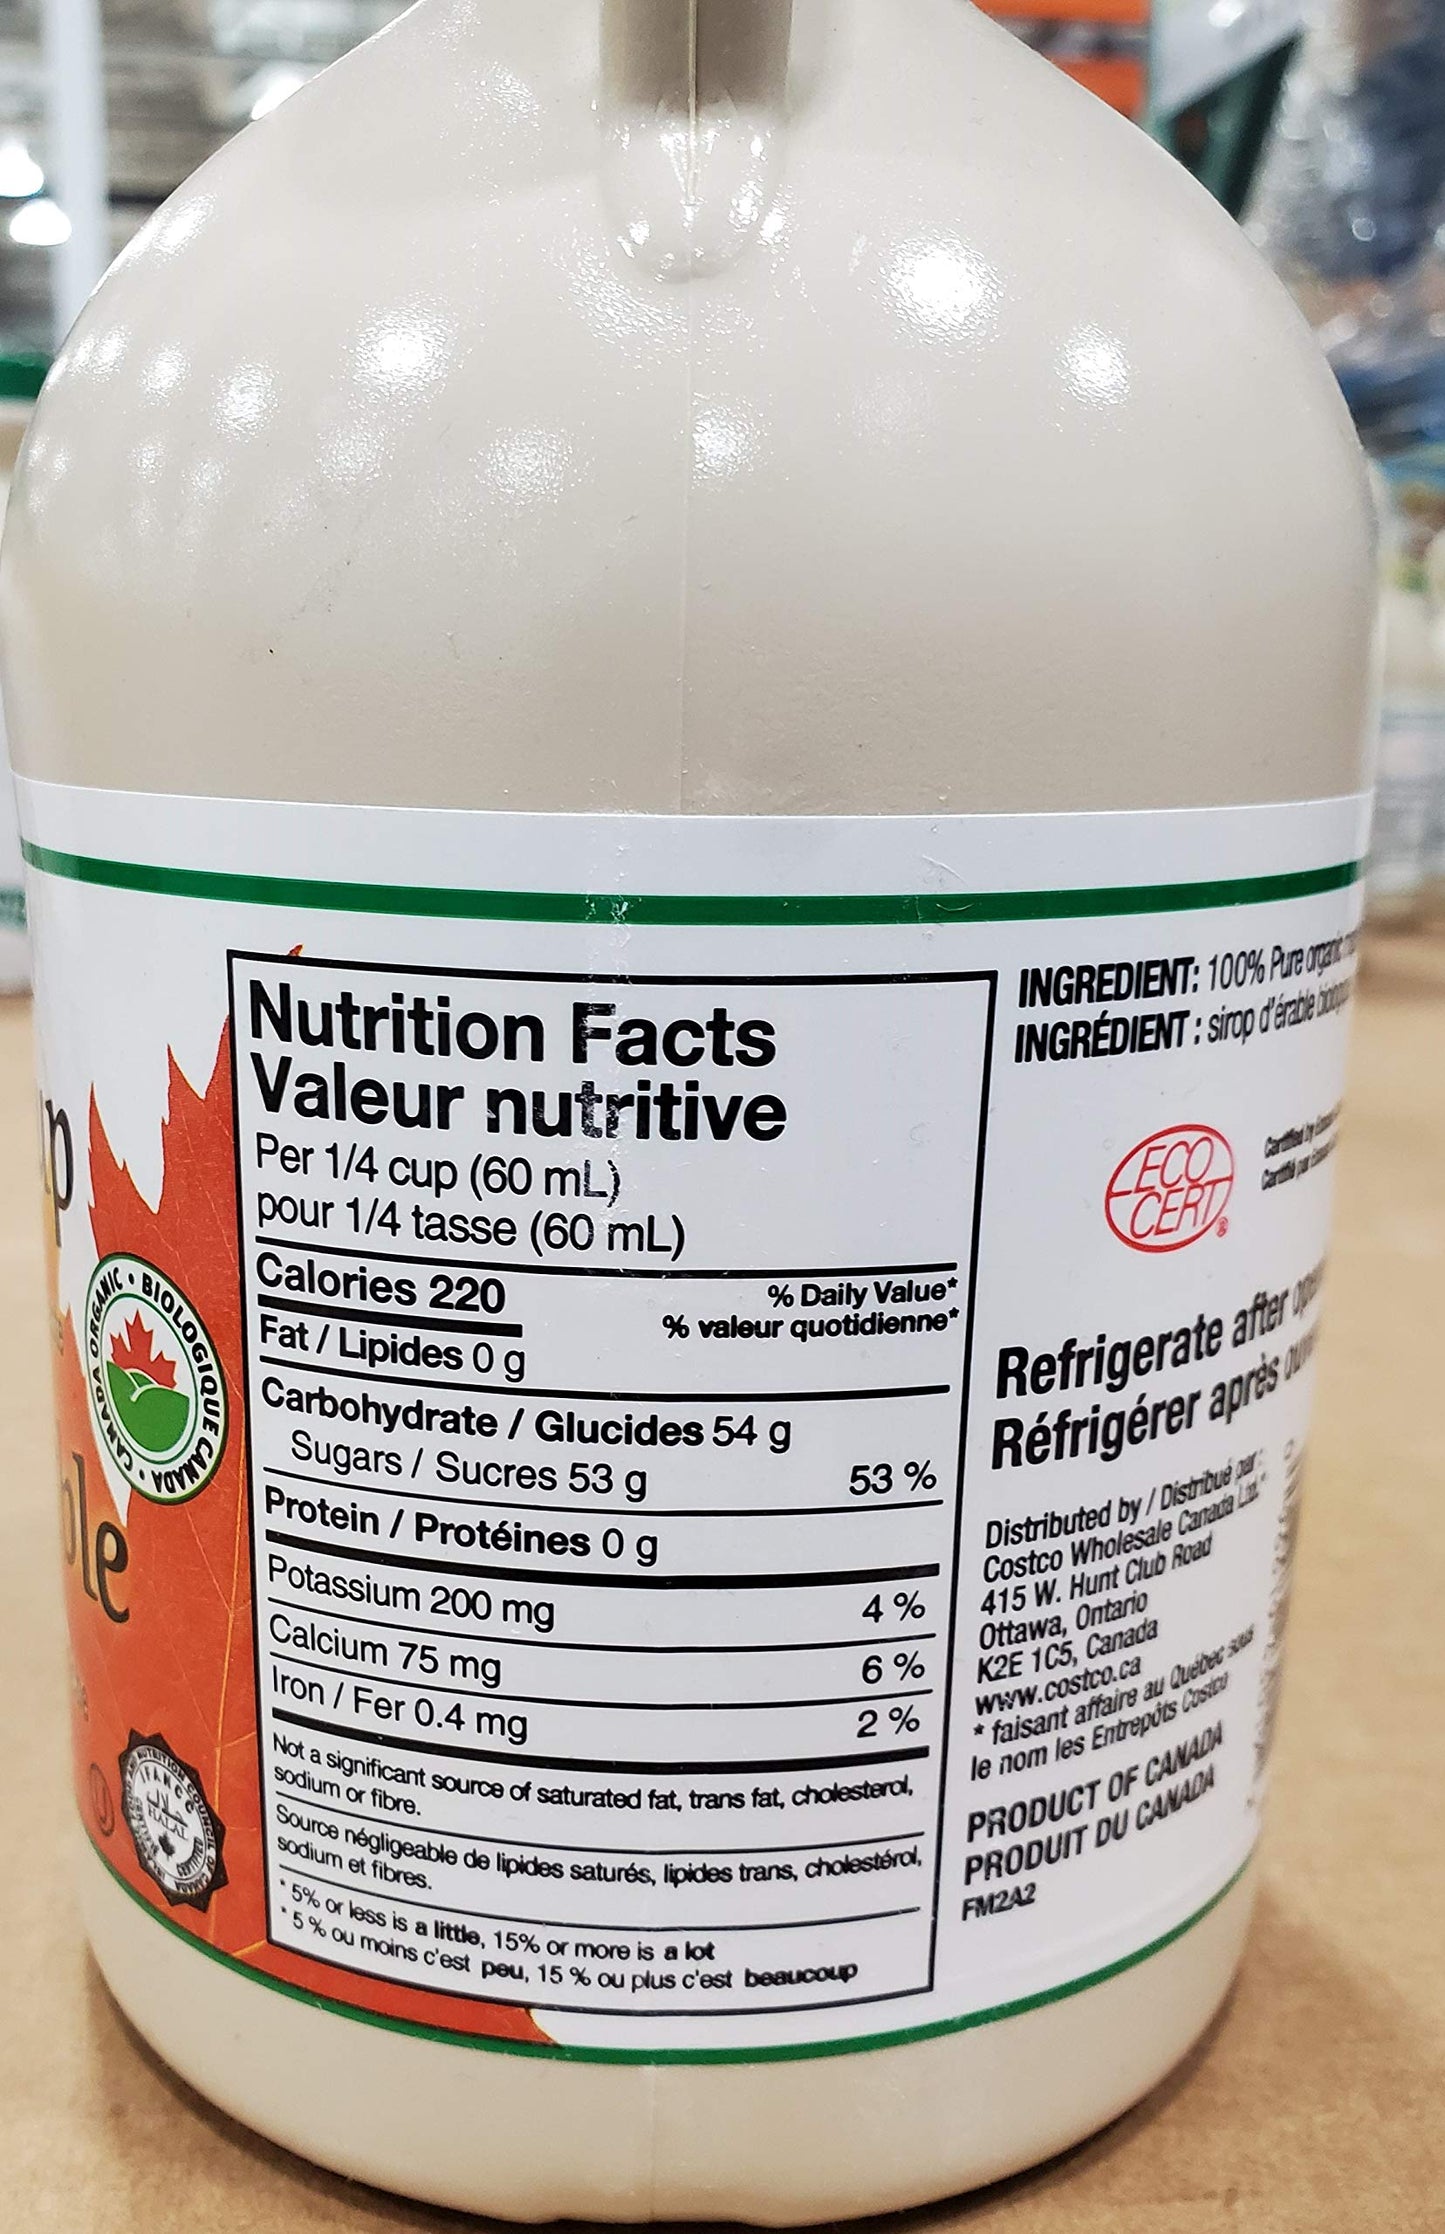 up
ble
CANADA ORGANIC • BIOLOGIQUE CANADA •
HALAL
Nutrition Facts
Valeur nutritive
Per 1/4 cup (60 mL)
pour 1/4 tasse (60 mL)
Calories 220
% Daily Value*
% valeur quotidienne*
Fat / Lipides 0 g
Carbohydrate / Glucides 54 g
Sugars / Sucres 53 g 53 %
Protein / Protéines 0 g
Potassium 200 mg 4 %
Calcium 75 mg 6 %
Iron / Fer 0.4 mg 2 %
Not a significant source of saturated fat, trans fat, cholesterol,
sodium or fibre.
Source négligeable de lipides saturés, lipides trans, cholestérol,
sodium et fibres.
* 5% or less is a little, 15% or more is a lot
* 5 % ou moins c'est peu, 15 % ou plus c'est beaucoup
INGREDIENT: 100% Pure organic
INGRÉDIENT : sirop d'érable
ECO
CERT®
Certified by
Certifié par
Refrigerate after
Réfrigérer après
Distributed by / Distribué par :
Costco Wholesale Canada Ltd.*
415 W. Hunt Club Road
Ottawa, Ontario
K2E 1C5, Canada
www.costco.ca
* faisant affaire au Québec sous
le nom les Entrepôts Costco
PRODUCT OF CANADA
PRODUIT DU CANADA
FM2A2